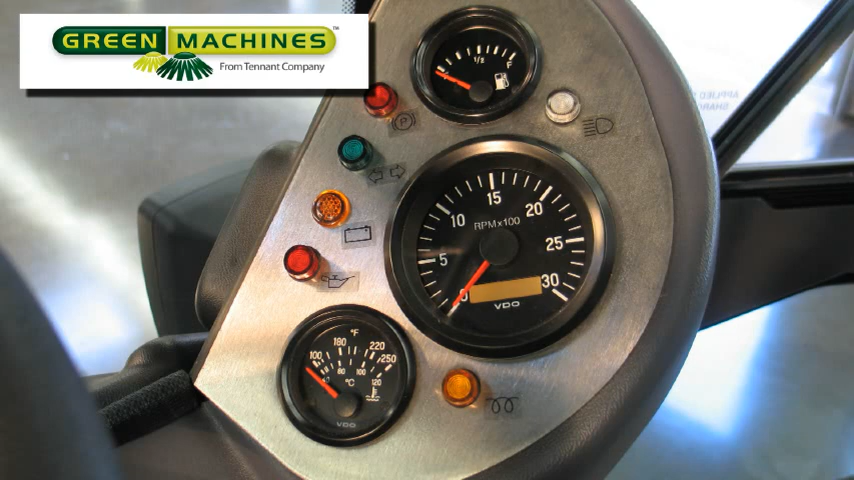 GREEN MACHINES™
From Tennant Company
1/2
F
P
15
10
20
RPMx100
5
25
0
30
VDO
°F
180
220
100
250
80
100
°C
120
VDO